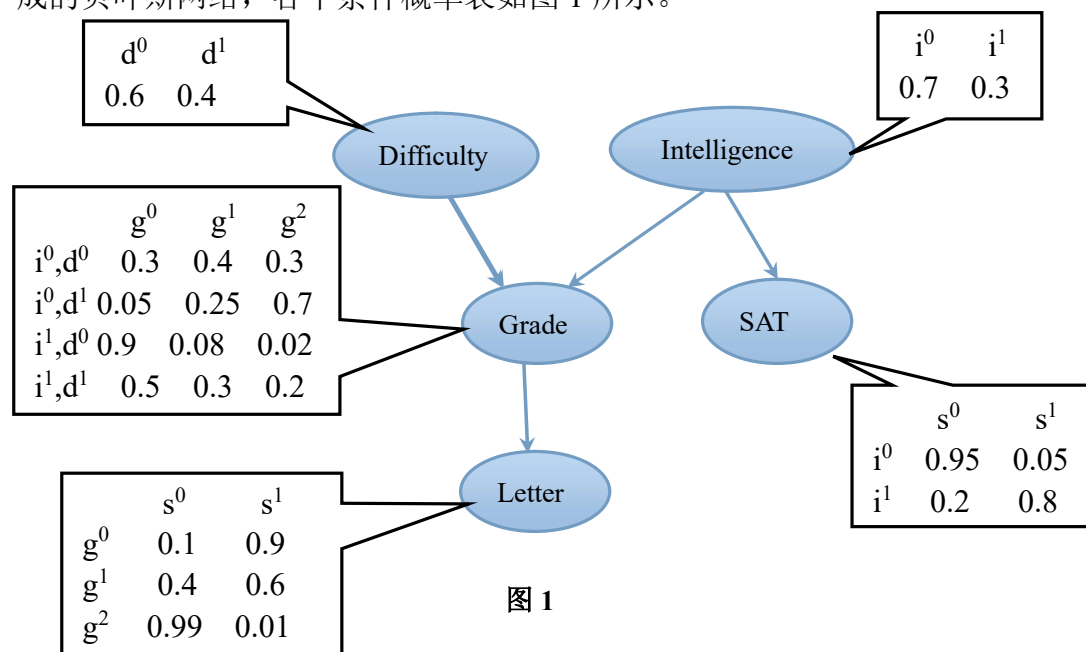 成的贝叶斯网络，各个条件概率表如图 1 所示。
d⁰ d¹
0.6 0.4
i⁰ i¹
0.7 0.3
Difficulty
Intelligence
g⁰ g¹ g²
i⁰,d⁰ 0.3 0.4 0.3
i⁰,d¹ 0.05 0.25 0.7
i¹,d⁰ 0.9 0.08 0.02
i¹,d¹ 0.5 0.3 0.2
Grade
SAT
s⁰ s¹
i⁰ 0.95 0.05
i¹ 0.2 0.8
Letter
s⁰ s¹
g⁰ 0.1 0.9
g¹ 0.4 0.6
g² 0.99 0.01
图 1